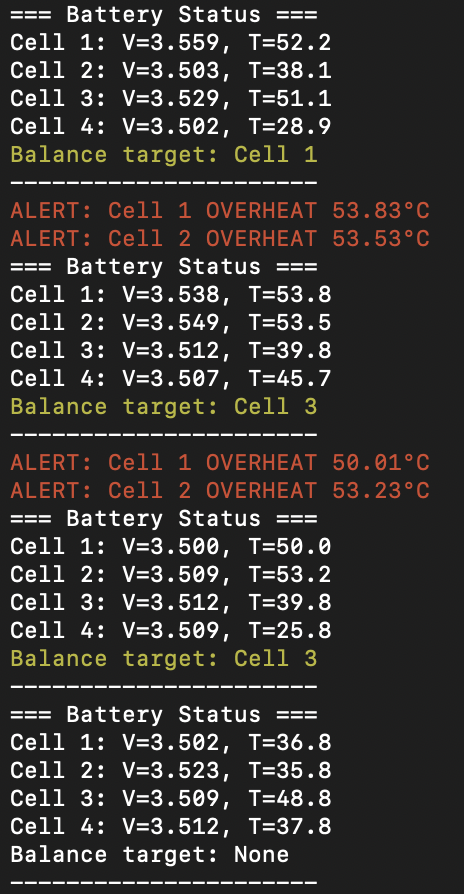 === Battery Status ===
Cell 1: V=3.559, T=52.2
Cell 2: V=3.503, T=38.1
Cell 3: V=3.529, T=51.1
Cell 4: V=3.502, T=28.9
Balance target: Cell 1
----------------------
ALERT: Cell 1 OVERHEAT 53.83°C
ALERT: Cell 2 OVERHEAT 53.53°C
=== Battery Status ===
Cell 1: V=3.538, T=53.8
Cell 2: V=3.549, T=53.5
Cell 3: V=3.512, T=39.8
Cell 4: V=3.507, T=45.7
Balance target: Cell 3
----------------------
ALERT: Cell 1 OVERHEAT 50.01°C
ALERT: Cell 2 OVERHEAT 53.23°C
=== Battery Status ===
Cell 1: V=3.500, T=50.0
Cell 2: V=3.509, T=53.2
Cell 3: V=3.512, T=39.8
Cell 4: V=3.509, T=25.8
Balance target: Cell 3
----------------------
=== Battery Status ===
Cell 1: V=3.502, T=36.8
Cell 2: V=3.523, T=35.8
Cell 3: V=3.509, T=48.8
Cell 4: V=3.512, T=37.8
Balance target: None
----------------------